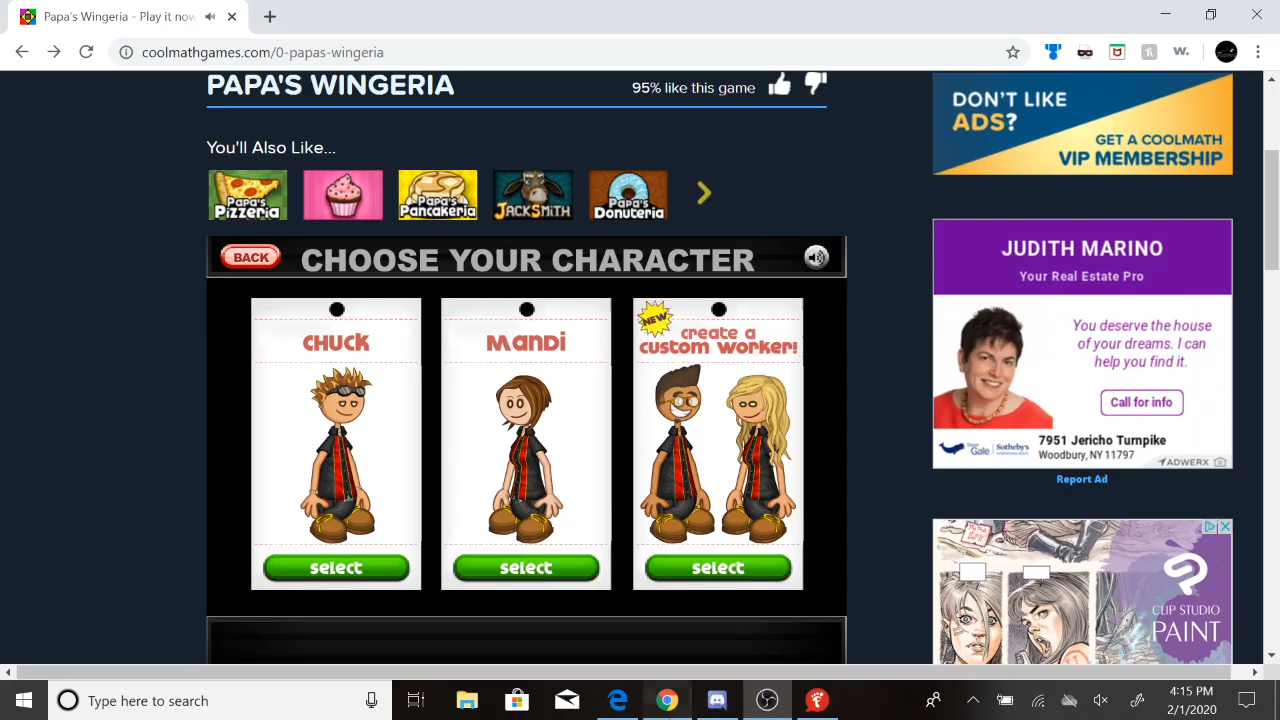 Papa's Wingeria - Play it now
coolmathgames.com/0-papas-wingeria
W.
PAPA'S WINGERIA
95% like this game
You'll Also Like...
Papa's
Pizzeria
Papa's
Pancakeria
JACKSMITH
Papa's
Donuteria
BACK
CHOOSE YOUR CHARACTER
CHUCK
MANDI
NEW
CREATE A
CUSTOM WORKER!
select
select
select
DON'T LIKE
ADS?
GET A COOLMATH
VIP MEMBERSHIP
JUDITH MARINO
Your Real Estate Pro
You deserve the house
of your dreams. I can
help you find it.
Call for info
Gale
Sotheby's
7951 Jericho Turnpike
Woodbury, NY 11797
ADWERX
Report Ad
CLIP STUDIO
PAINT
Type here to search
4:15 PM
2/1/2020